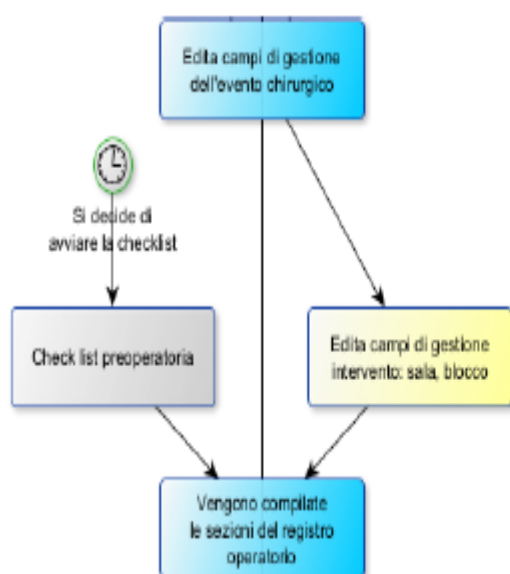 Edita campi di gestione
dell'evento chirurgico
Si decide di
avviare la checklist
Check list preoperatoria
Edita campi di gestione
intervento: sala, blocco
Vengono compilate
le sezioni del registro
operatorio